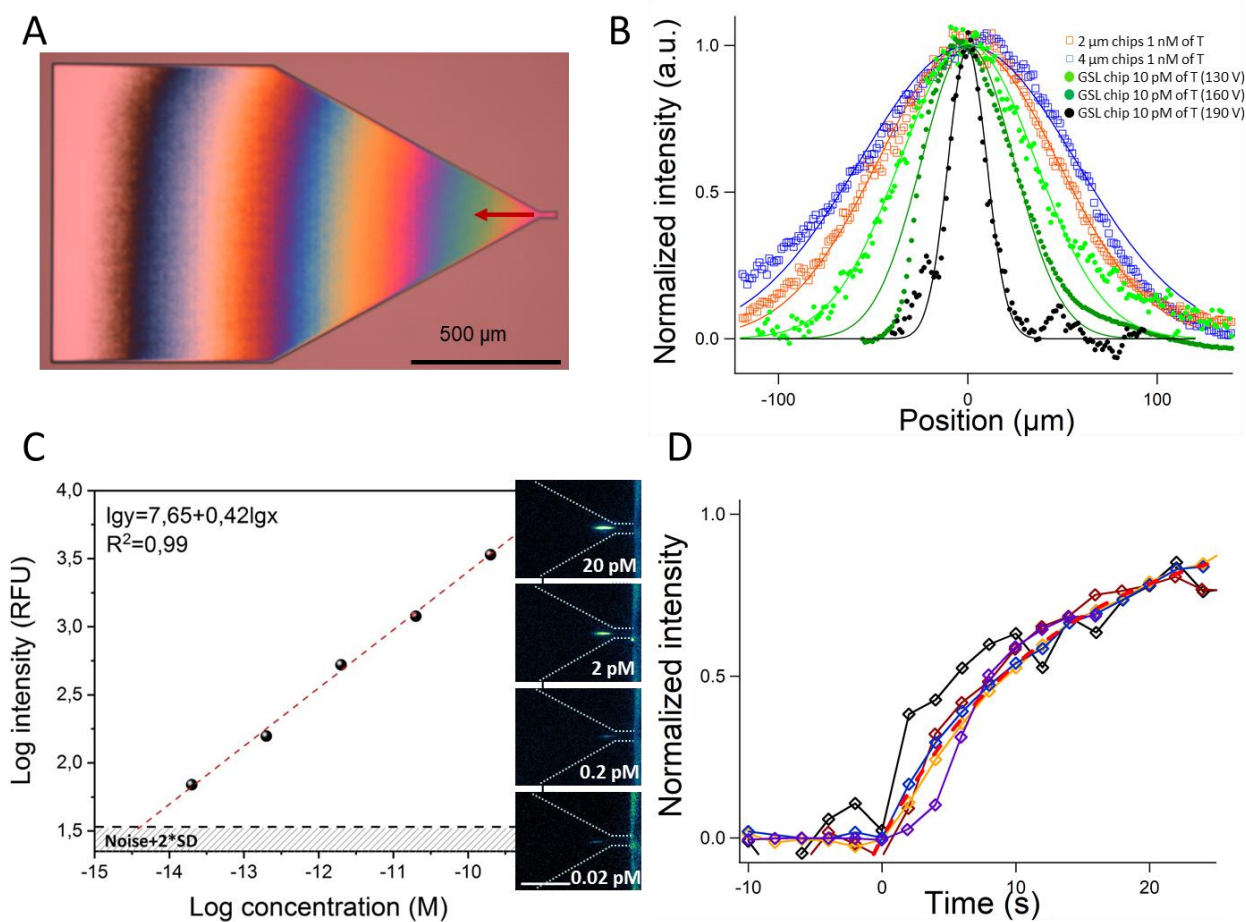 A
500 µm
B
Normalized intensity (a.u.)
1.0
0.5
0.0
-100
0
100
Position (µm)
2 µm chips 1 nM of T
4 µm chips 1 nM of T
GSL chip 10 pM of T (130 V)
GSL chip 10 pM of T (160 V)
GSL chip 10 pM of T (190 V)
C
Log intensity (RFU)
4,0
3,5
3,0
2,5
2,0
1,5
lgy=7,65+0,42lgx
R²=0,99
Noise+2*SD
-15
-14
-13
-12
-11
-10
Log concentration (M)
20 pM
2 pM
0.2 pM
0.02 pM
D
Normalized intensity
1.0
0.5
0.0
-10
0
10
20
Time (s)